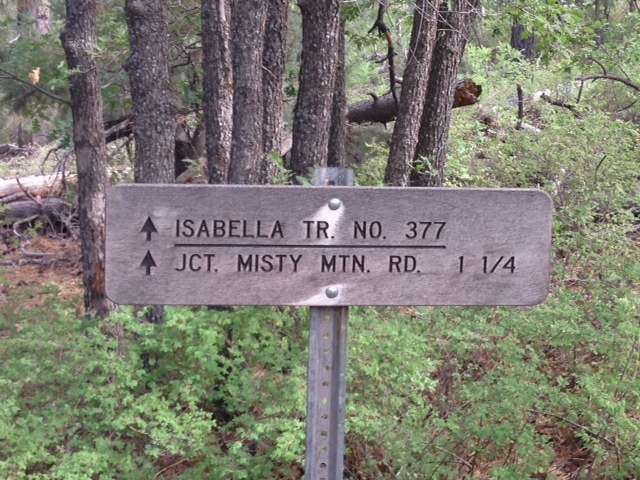 ISABELLA TR. NO. 377
JCT. MISTY MTN. RD. 1 1/4